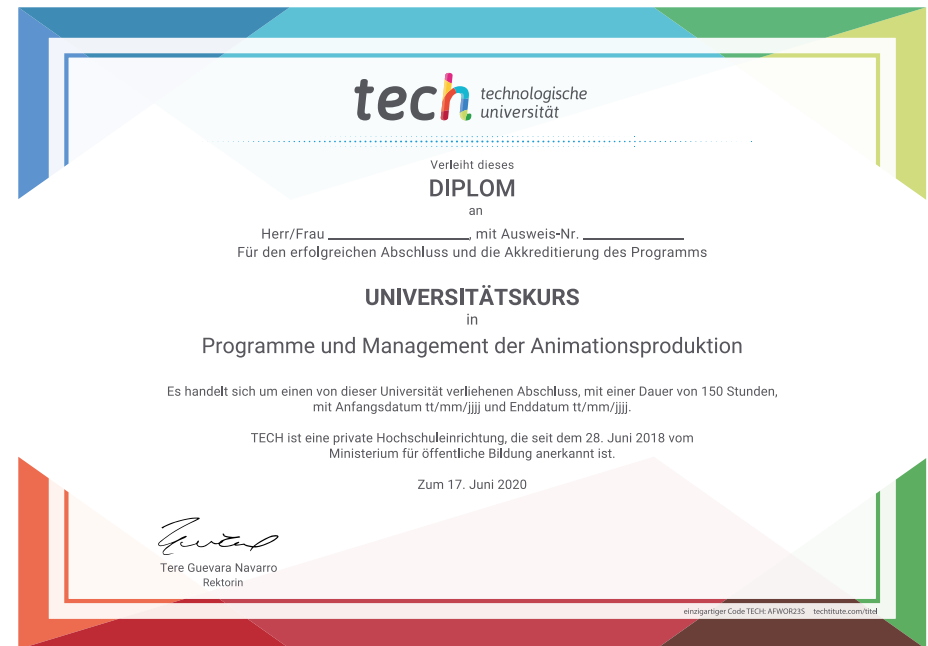 tech technologische
universität
Verleiht dieses
DIPLOM
an
Herr/Frau ____________________, mit Ausweis-Nr. ______________
Für den erfolgreichen Abschluss und die Akkreditierung des Programms
UNIVERSITÄTSKURS
in
Programme und Management der Animationsproduktion
Es handelt sich um einen von dieser Universität verliehenen Abschluss, mit einer Dauer von 150 Stunden,
mit Anfangsdatum tt/mm/jjjj und Enddatum tt/mm/jjjj.
TECH ist eine private Hochschuleinrichtung, die seit dem 28. Juni 2018 vom
Ministerium für öffentliche Bildung anerkannt ist.
Zum 17. Juni 2020
Tere Guevara Navarro
Rektorin
einzigartiger Code TECH: AFWOR23S techtitute.com/titel